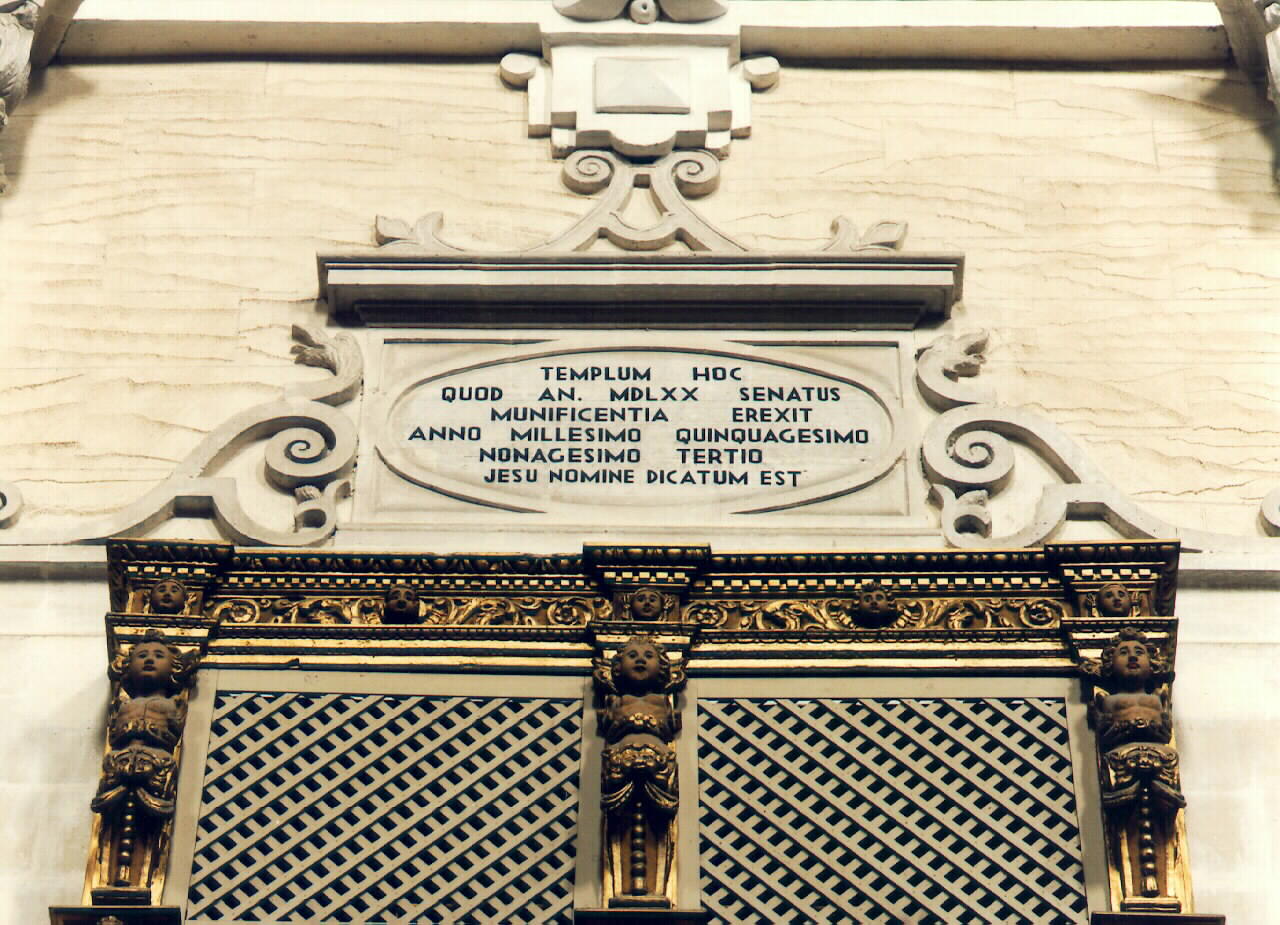 TEMPLUM HOC
QUOD AN. MDLXX SENATUS
MUNIFICENTIA EREXIT
ANNO MILLESIMO QUINQUAGESIMO
NONAGESIMO TERTIO
JESU NOMINE DICATUM EST